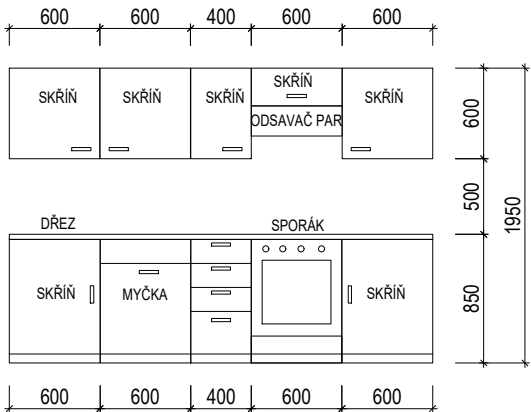 600 600 400 600 600
SKŘÍŇ SKŘÍŇ SKŘÍŇ SKŘÍŇ SKŘÍŇ
ODSAVAČ PAR
600
500
1950
DŘEZ SPORÁK
SKŘÍŇ MYČKA SKŘÍŇ
850
600 600 400 600 600